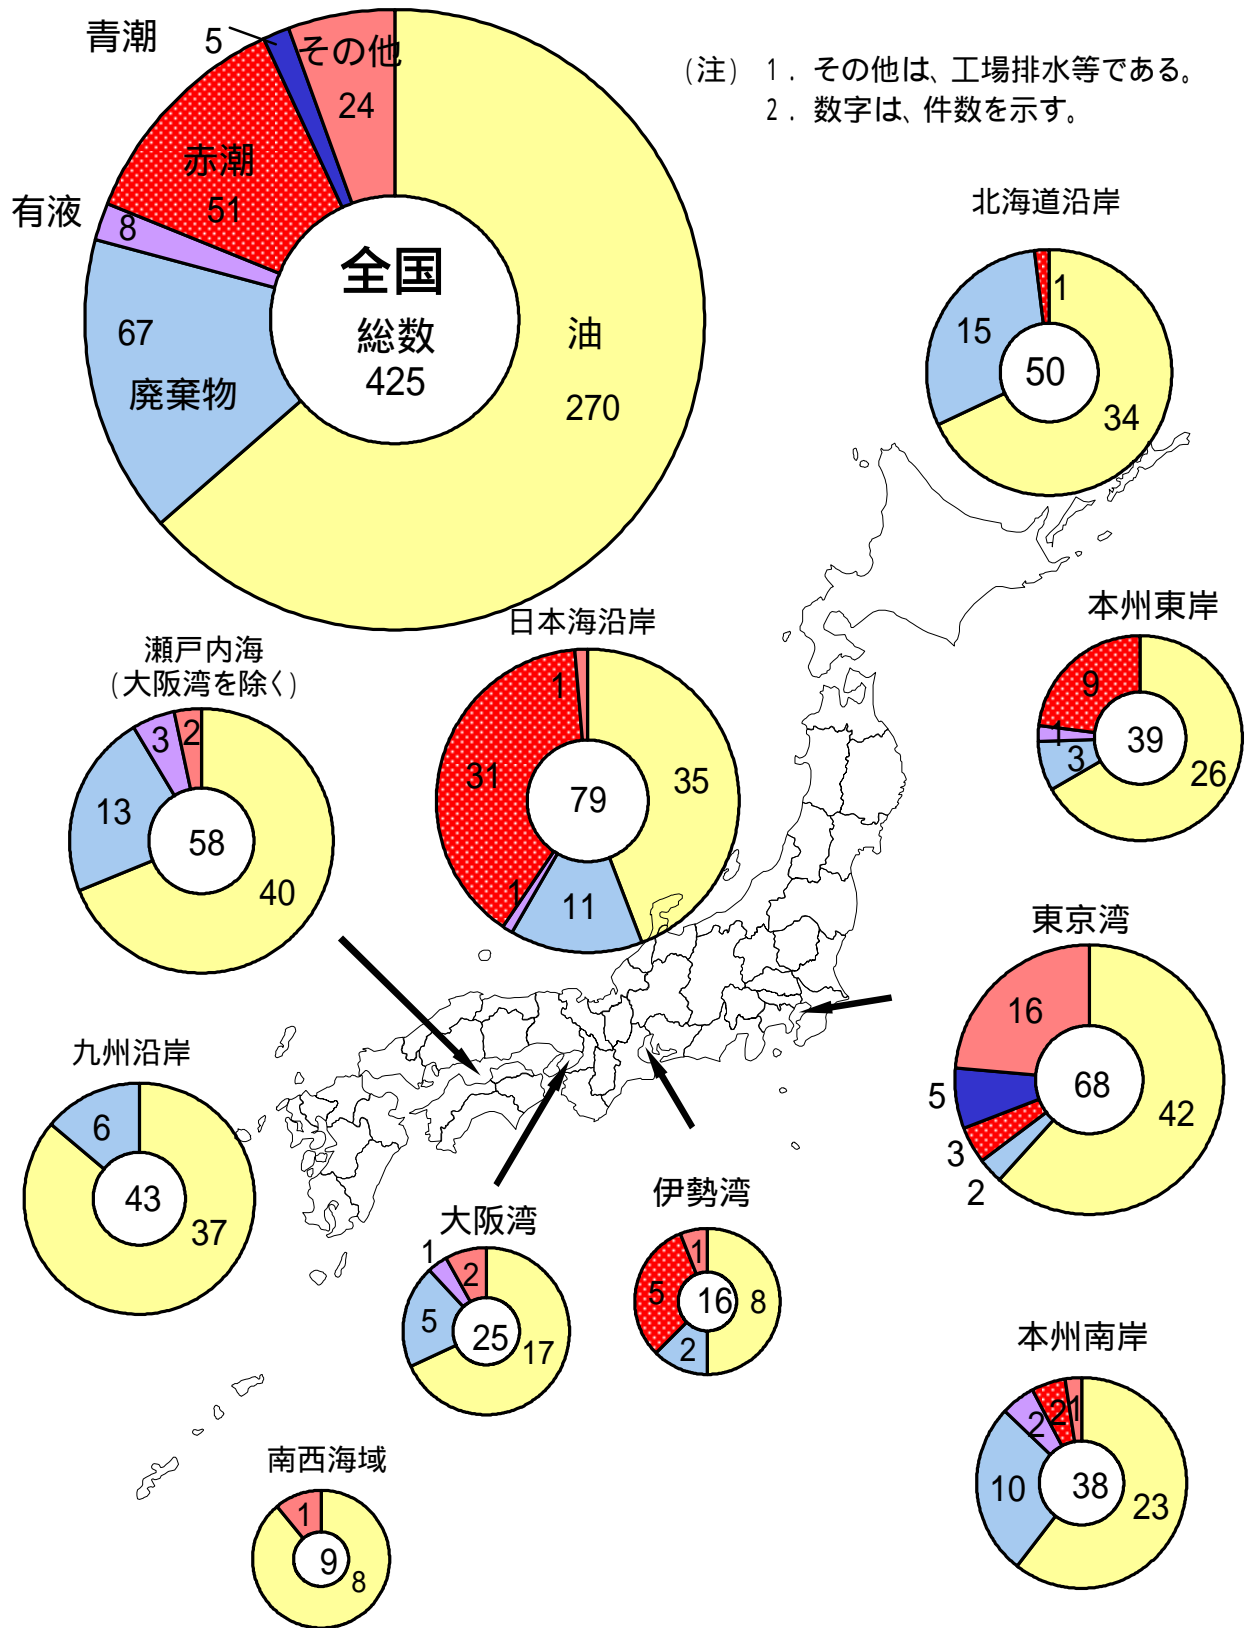 青潮
5
その他
24
赤潮
51
有液
8
67
廃棄物
全国
総数
425
油
270
(注) 1. その他は、工場排水等である。
2. 数字は、件数を示す。
北海道沿岸
1
15
50
34
本州東岸
9
1
3
39
26
日本海沿岸
1
31
79
35
1
11
瀬戸内海
(大阪湾を除く)
3
2
13
58
40
東京湾
16
5
68
42
3
2
九州沿岸
6
43
37
大阪湾
1
2
5
25
17
伊勢湾
1
5
16
8
2
本州南岸
2
2
1
10
38
23
南西海域
1
9
8